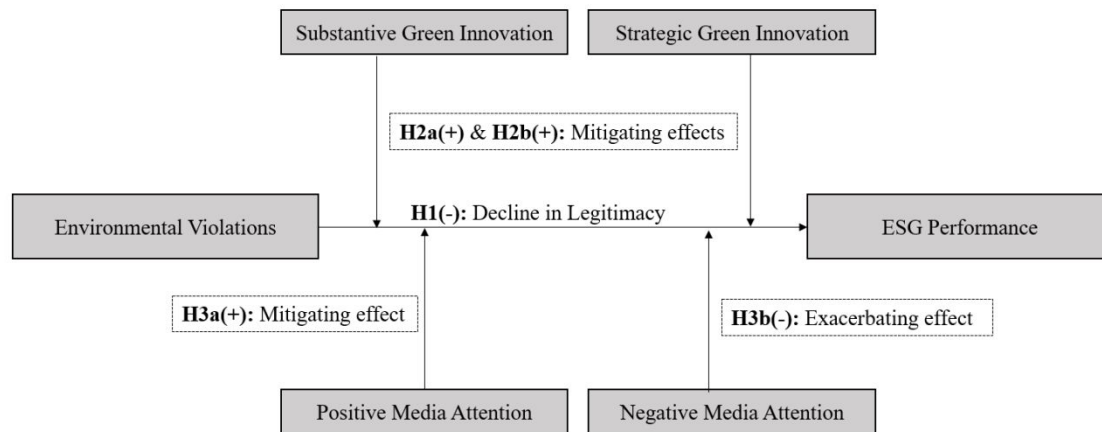 Substantive Green Innovation
Strategic Green Innovation
H2a(+) & H2b(+): Mitigating effects
Environmental Violations
H1(-): Decline in Legitimacy
ESG Performance
H3a(+): Mitigating effect
H3b(-): Exacerbating effect
Positive Media Attention
Negative Media Attention